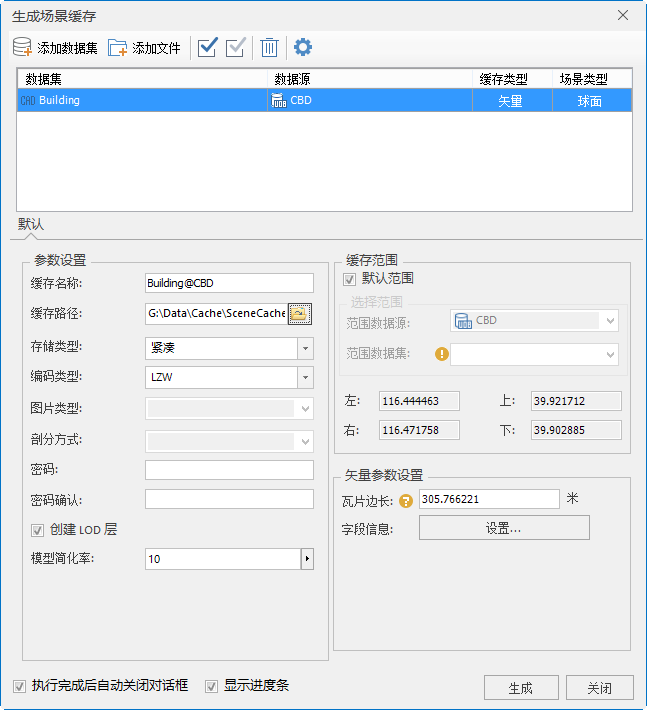 生成场景缓存
添加数据集 添加文件
数据集 数据源 缓存类型 场景类型
CAD Building UDB CBD 矢量 球面
默认
参数设置
缓存名称: Building@CBD
缓存路径: G:\Data\Cache\SceneCache
存储类型: 紧凑
编码类型: LZW
图片类型:
剖分方式:
密码:
密码确认:
创建 LOD 层
模型简化率: 10
缓存范围
默认范围
选择范围
范围数据源: CBD
范围数据集:
左: 116.444463 上: 39.921712
右: 116.471758 下: 39.902885
矢量参数设置
瓦片边长: 305.766221 米
字段信息: 设置...
执行完成后自动关闭对话框 显示进度条 生成 关闭